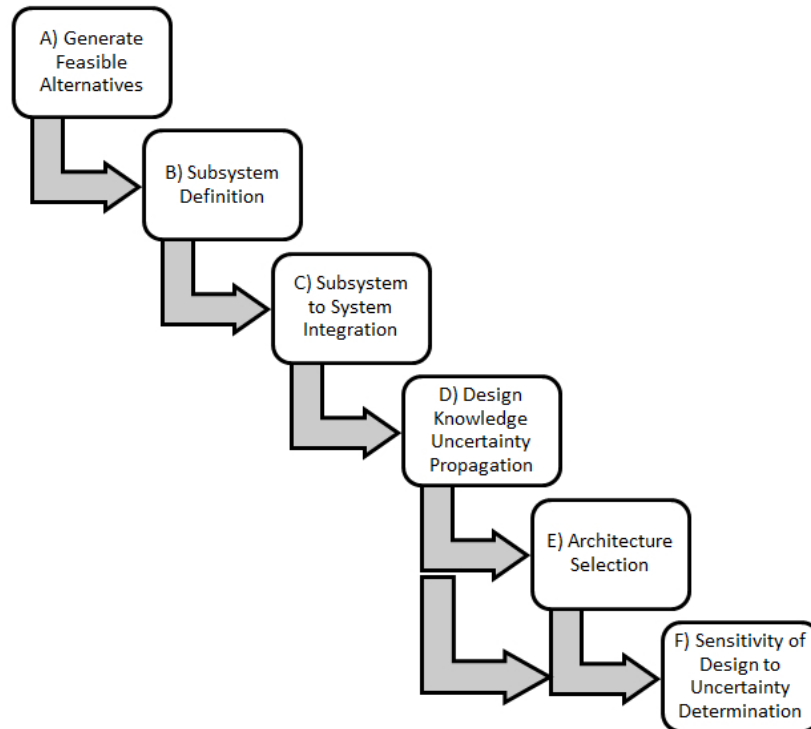 A) Generate
Feasible
Alternatives
B) Subsystem
Definition
C) Subsystem
to System
Integration
D) Design
Knowledge
Uncertainty
Propagation
E) Architecture
Selection
F) Sensitivity of
Design to
Uncertainty
Determination